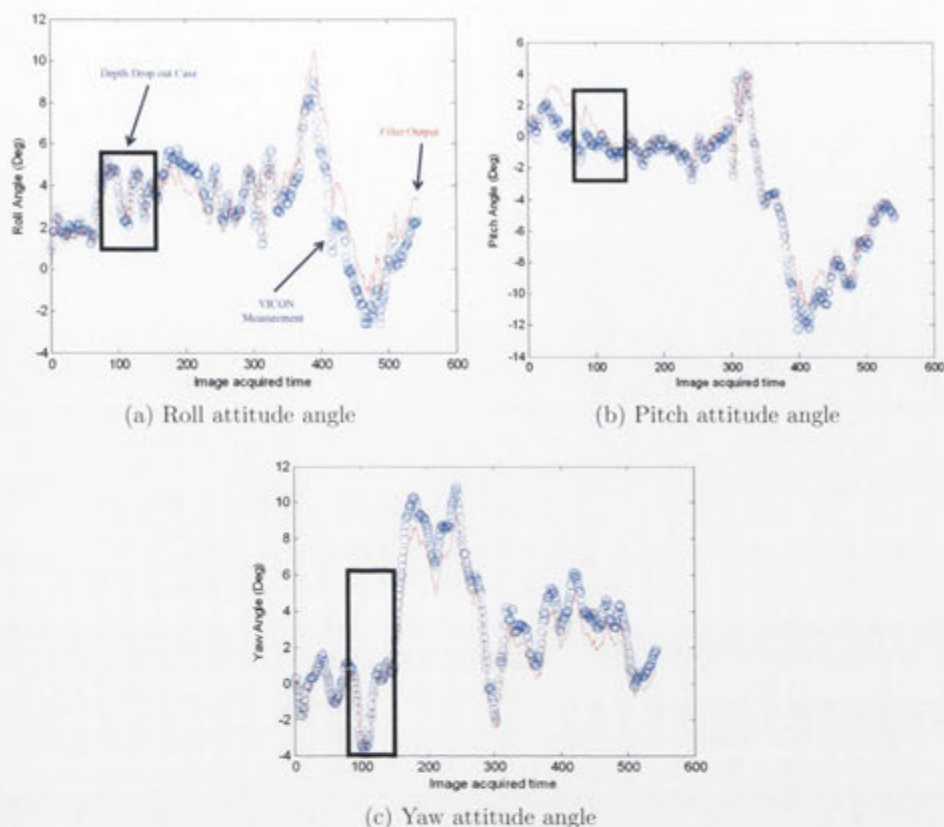 12
10
8
6
4
2
0
-2
-4
Roll Angle (Deg)
Depth Drop out Case
Filter Output
VICON
Measurement
0 100 200 300 400 500 600
Image acquired time
(a) Roll attitude angle
6
4
2
0
-2
-4
-6
-8
-10
-12
-14
Pitch Angle (Deg)
0 100 200 300 400 500 600
Image acquired time
(b) Pitch attitude angle
12
10
8
6
4
2
0
-2
-4
Yaw Angle (Deg)
0 100 200 300 400 500 600
Image acquired time
(c) Yaw attitude angle